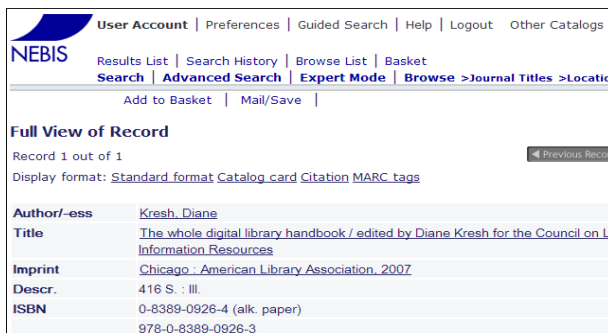 User Account | Preferences | Guided Search | Help | Logout Other Catalogs
NEBIS
Results List | Search History | Browse List | Basket
Search | Advanced Search | Expert Mode | Browse >Journal Titles >Locatio
Add to Basket | Mail/Save |
Full View of Record
Record 1 out of 1
Previous Reco
Display format: Standard format Catalog card Citation MARC tags
Author/-ess Kresh, Diane
Title The whole digital library handbook / edited by Diane Kresh for the Council on L
Information Resources
Imprint Chicago : American Library Association, 2007
Descr. 416 S. : Ill.
ISBN 0-8389-0926-4 (alk. paper)
978-0-8389-0926-3